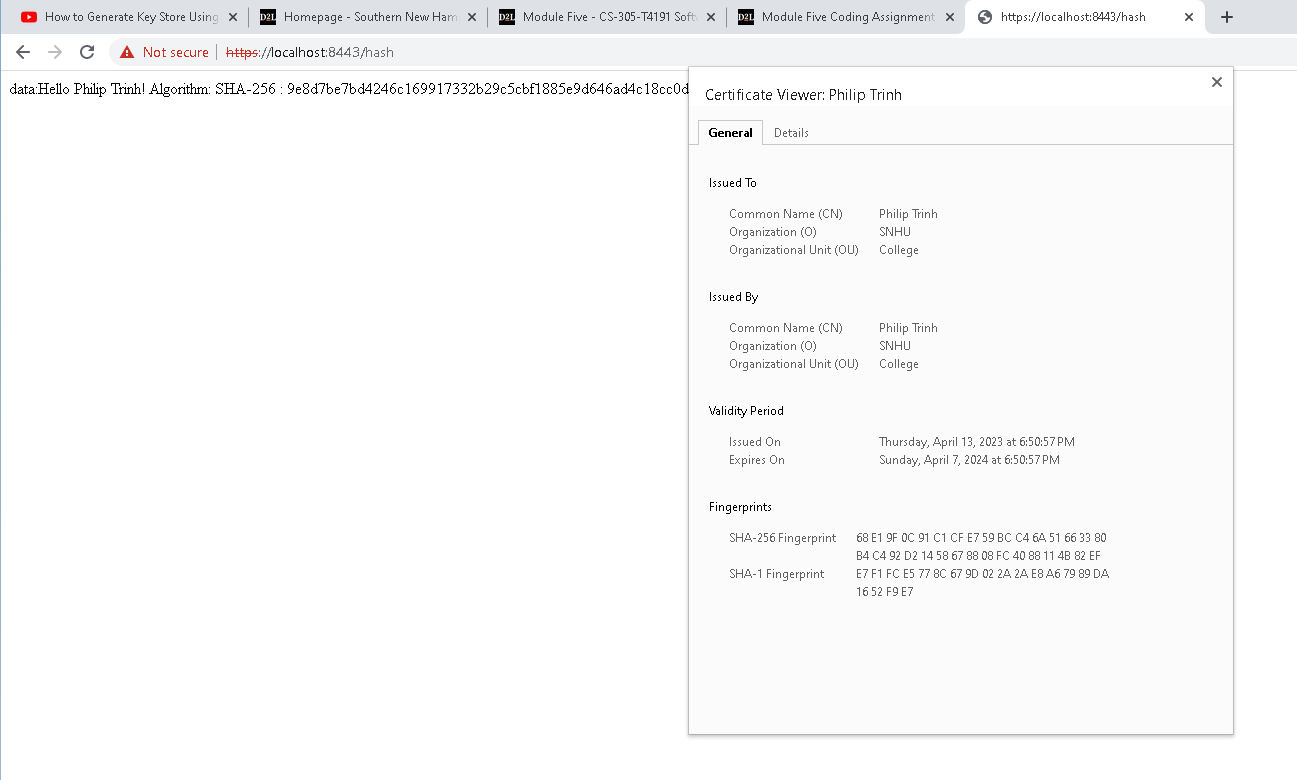 How to Generate Key Store Using
Homepage - Southern New Ham
Module Five - CS-305-T4191 Soft
Module Five Coding Assignment
https://localhost:8443/hash
Not secure | https://localhost:8443/hash
data:Hello Philip Trinh! Algorithm: SHA-256 : 9e8d7be7bd4246c169917332b29c5cbf1885e9d646ad4c18cc0d
Certificate Viewer: Philip Trinh
General Details
Issued To
Common Name (CN) Philip Trinh
Organization (O) SNHU
Organizational Unit (OU) College
Issued By
Common Name (CN) Philip Trinh
Organization (O) SNHU
Organizational Unit (OU) College
Validity Period
Issued On Thursday, April 13, 2023 at 6:50:57 PM
Expires On Sunday, April 7, 2024 at 6:50:57 PM
Fingerprints
SHA-256 Fingerprint 68 E1 9F 0C 91 C1 CF E7 59 BC C4 6A 51 66 33 80
B4 C4 92 D2 14 58 67 88 08 FC 40 88 11 4B 82 EF
SHA-1 Fingerprint E7 F1 FC E5 77 8C 67 9D 02 2A 2A E8 A6 79 89 DA
16 52 F9 E7